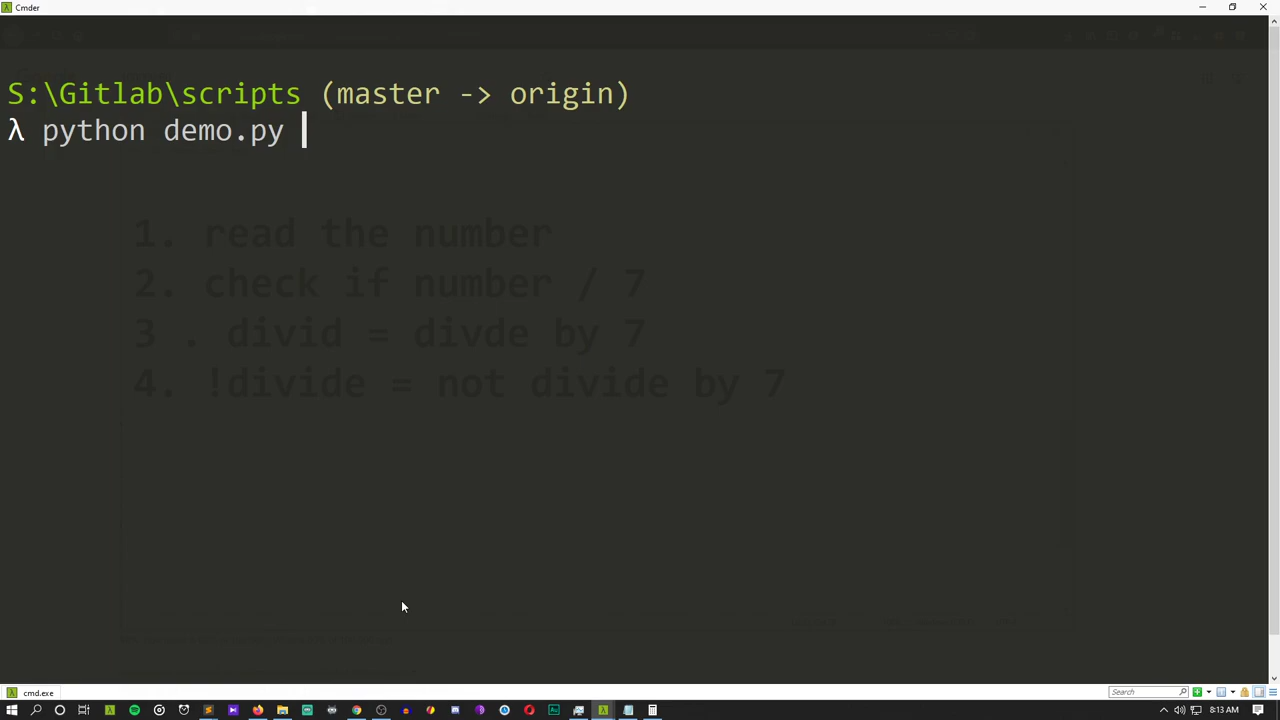 Cmder
S:\Gitlab\scripts (master -> origin)
λ python demo.py
1. read the number
2. check if number / 7
3 . divid = divde by 7
4. !divide = not divide by 7
cmd.exe
Search
8:13 AM